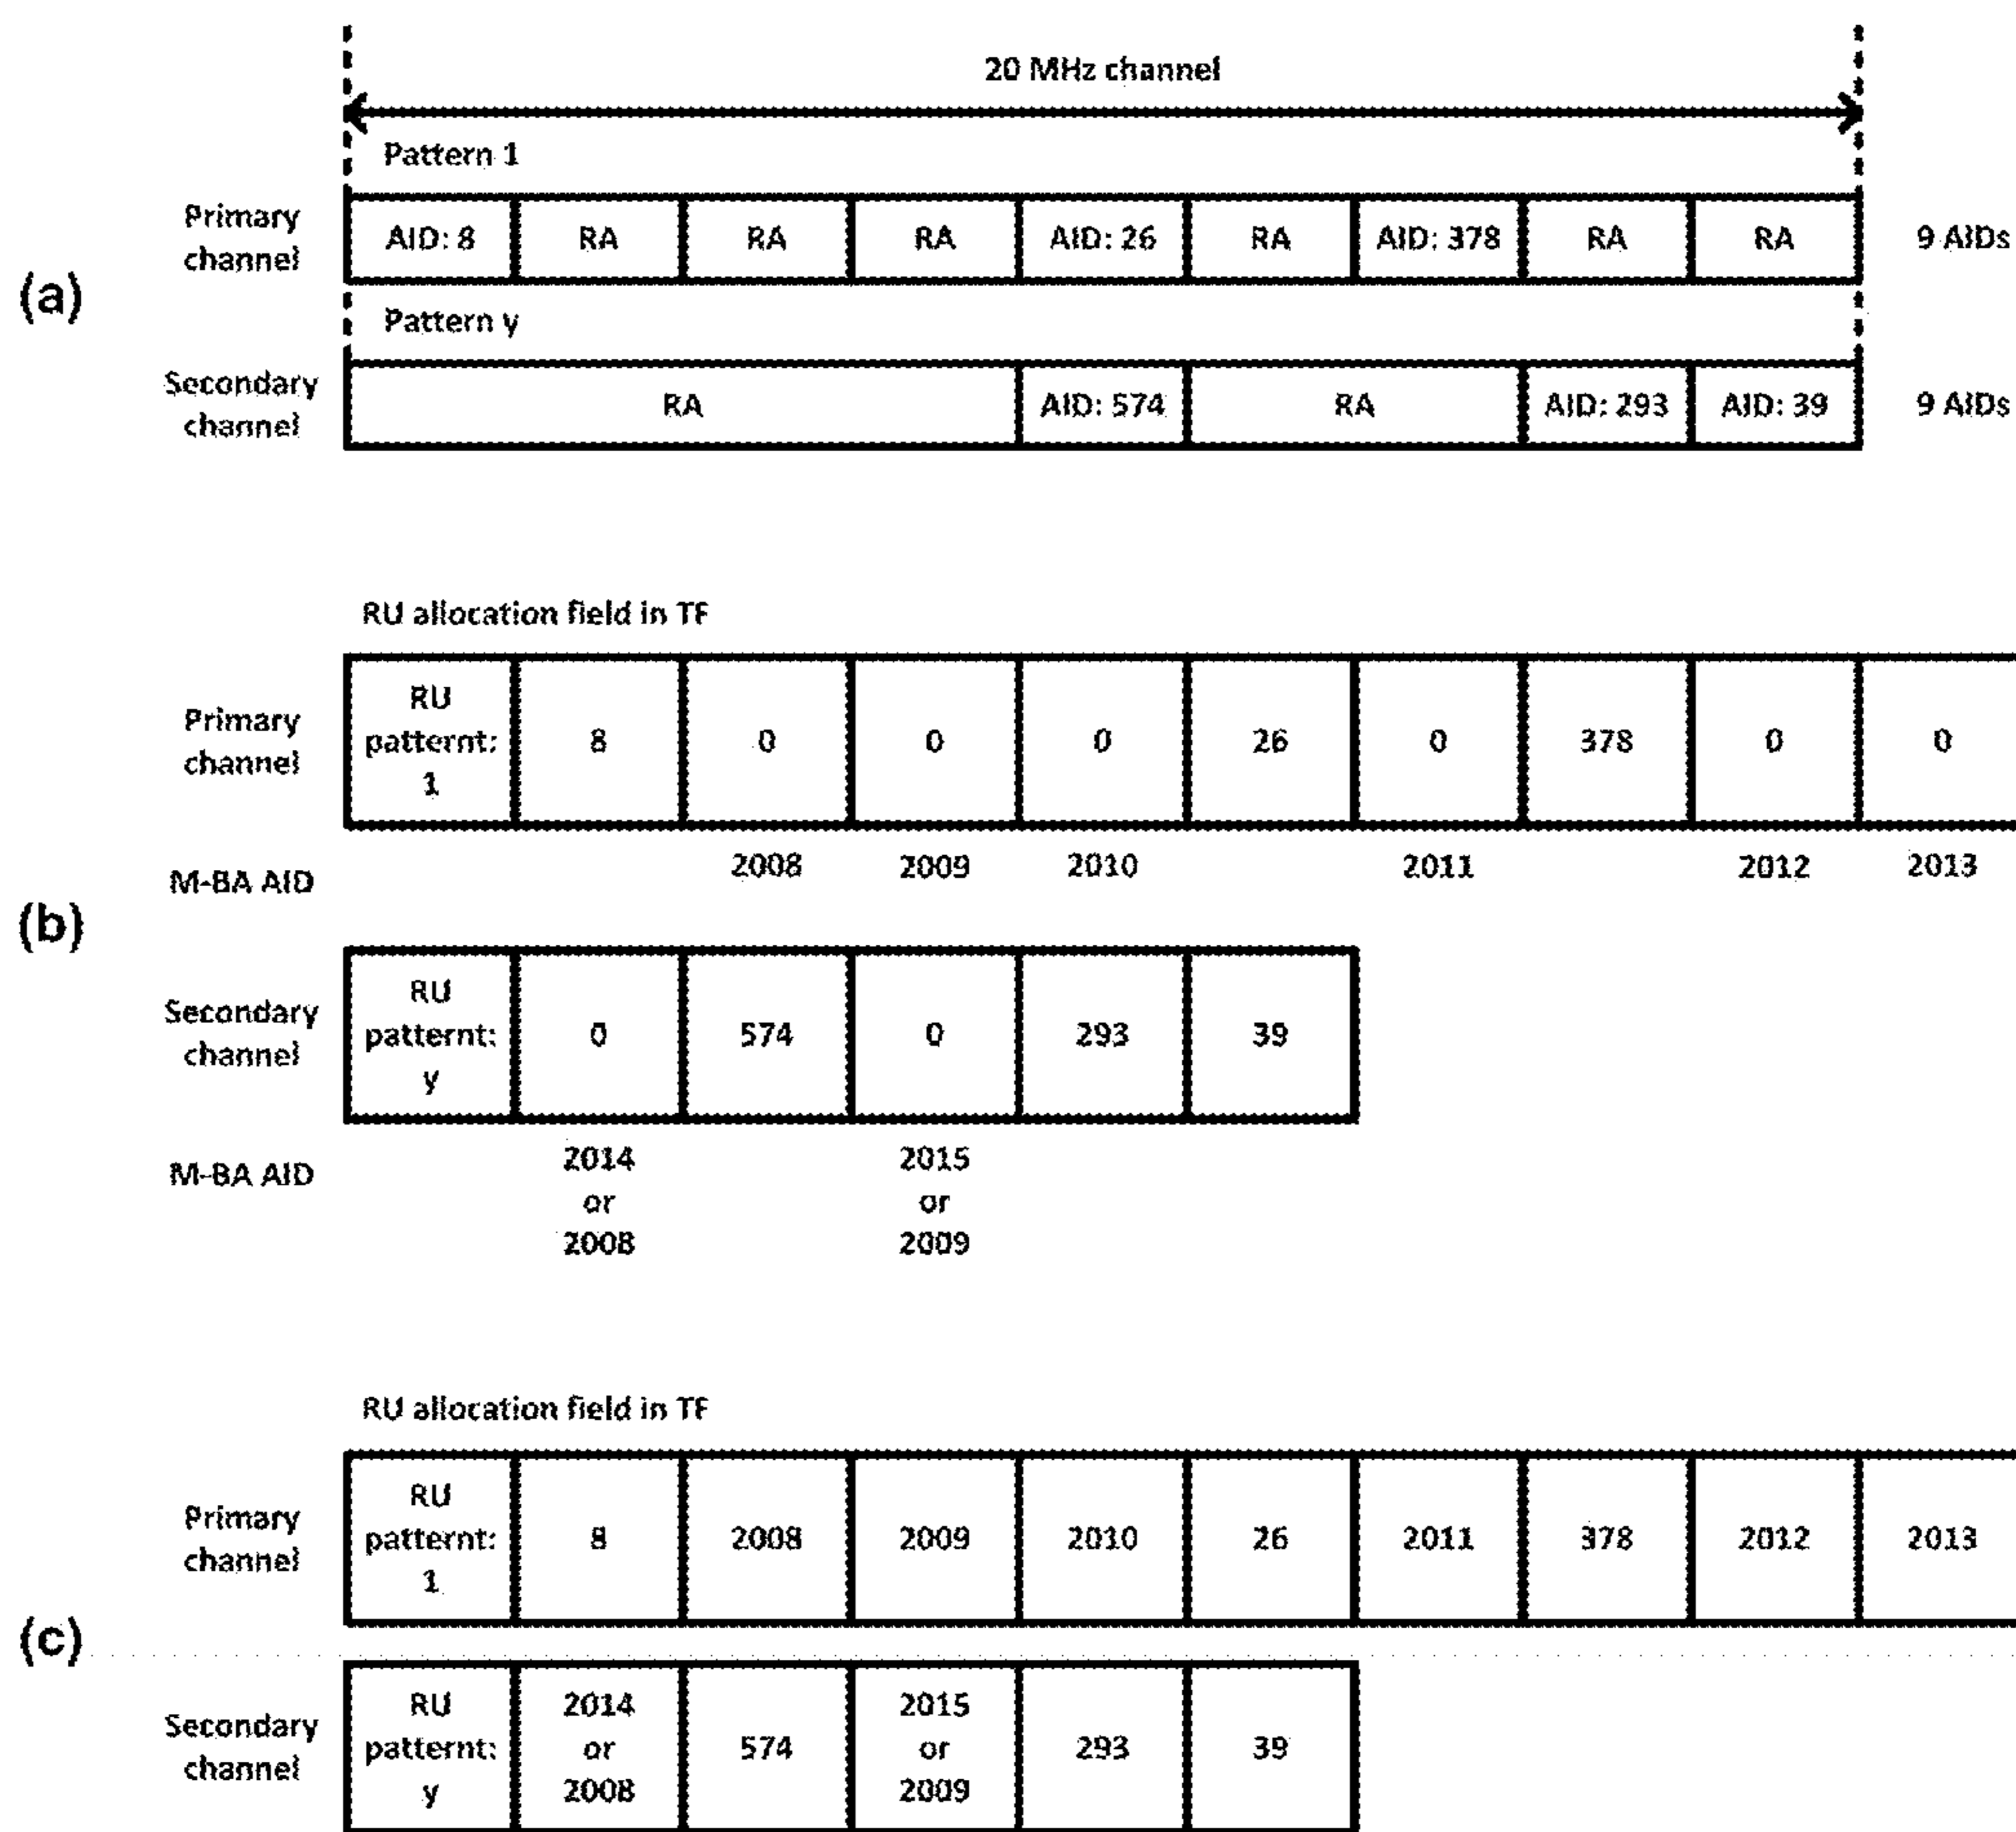 20 MHz channel
Pattern 1
Primary
channel
AID: 8 RA RA RA AID: 26 RA AID: 378 RA RA 9 AIDs
(a)
Pattern y
Secondary
channel
RA AID: 574 RA AID: 293 AID: 39 9 AIDs
RU allocation field in TF
Primary
channel
RU
patternt:
1
8 0 0 0 26 0 378 0 0
M-BA AID
2008 2009 2010 2011 2012 2013
(b)
Secondary
channel
RU
patternt:
y
0 574 0 293 39
M-BA AID
2014
or
2008
2015
or
2009
RU allocation field in TF
Primary
channel
RU
patternt:
1
8 2008 2009 2010 26 2011 378 2012 2013
(c)
Secondary
channel
RU
patternt:
y
2014
or
2008
574
2015
or
2009
293 39